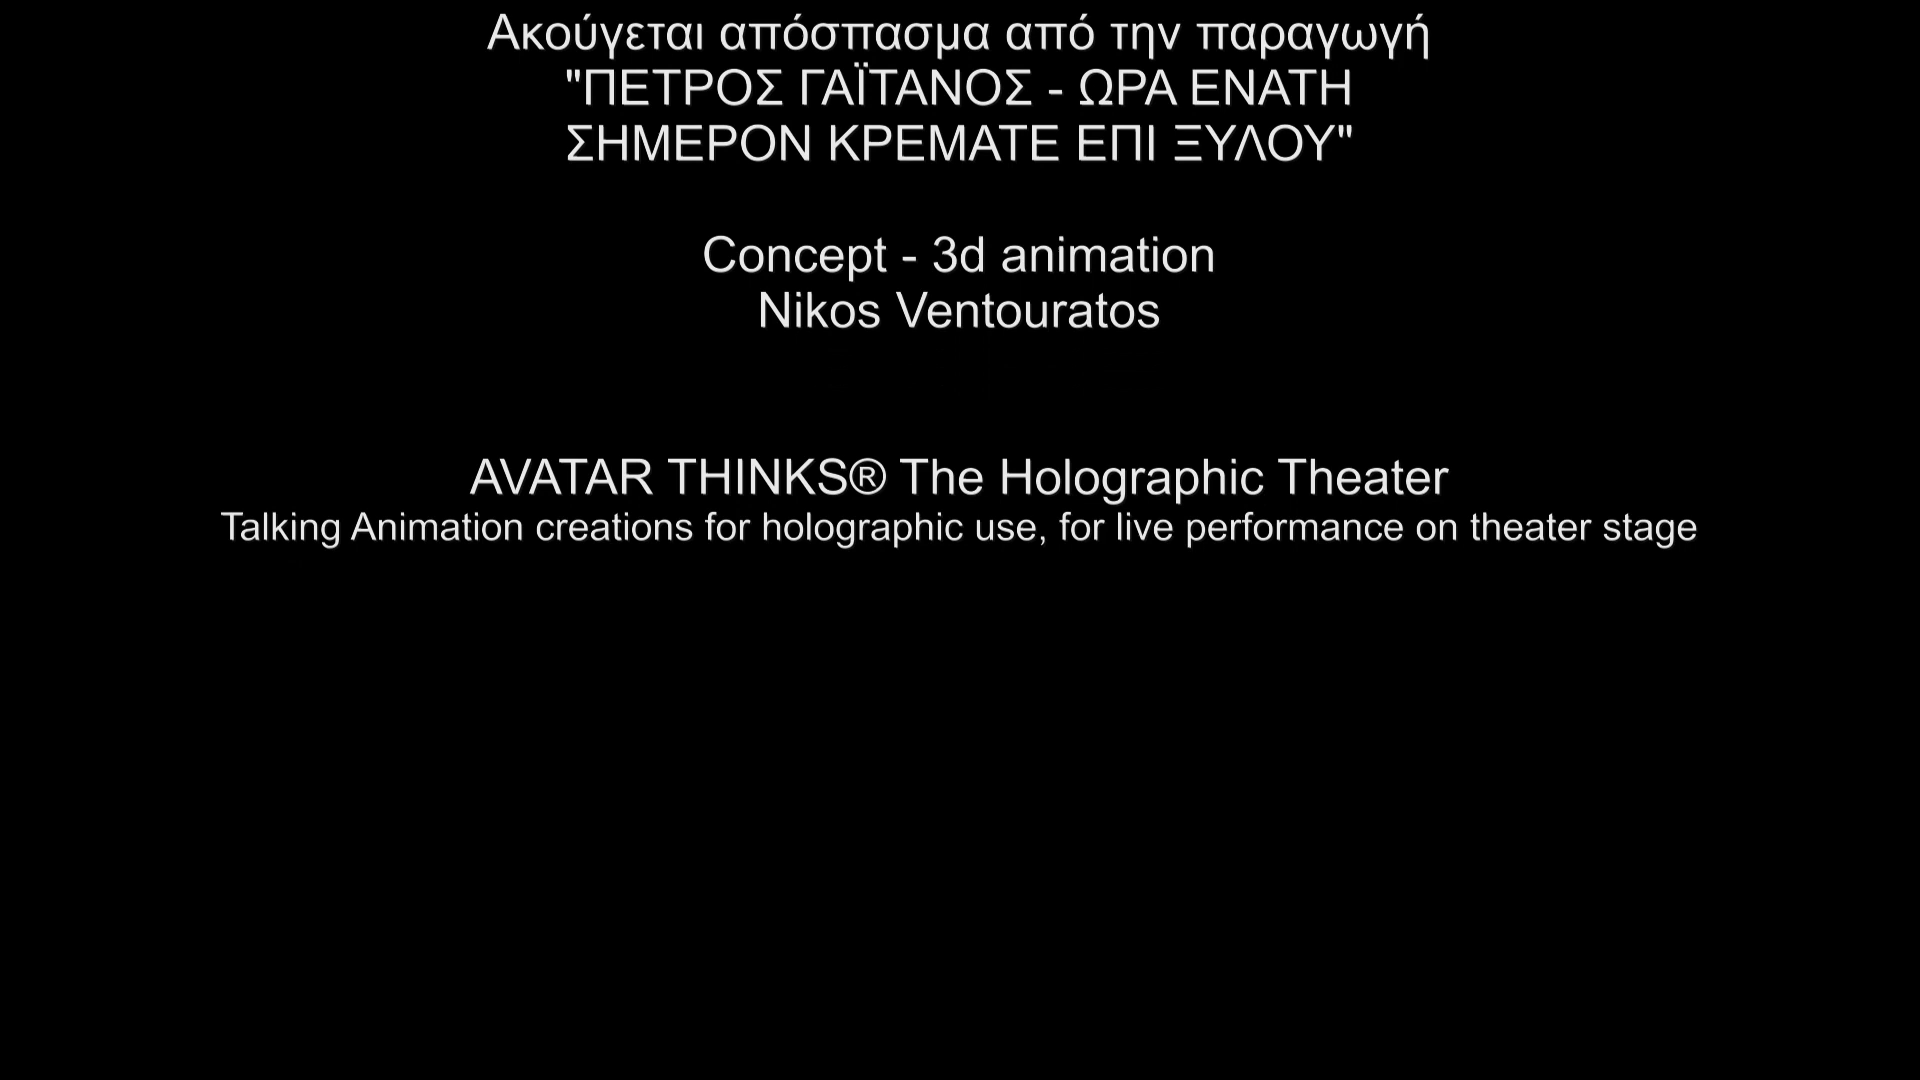 Ακούγεται απόσπασμα από την παραγωγή
"ΠΕΤΡΟΣ ΓΑΪΤΑΝΟΣ - ΩΡΑ ΕΝΑΤΗ
ΣΗΜΕΡΟΝ ΚΡΕΜΑΤΕ ΕΠΙ ΞΥΛΟΥ"
Concept - 3d animation
Nikos Ventouratos
AVATAR THINKS® The Holographic Theater
Talking Animation creations for holographic use, for live performance on theater stage